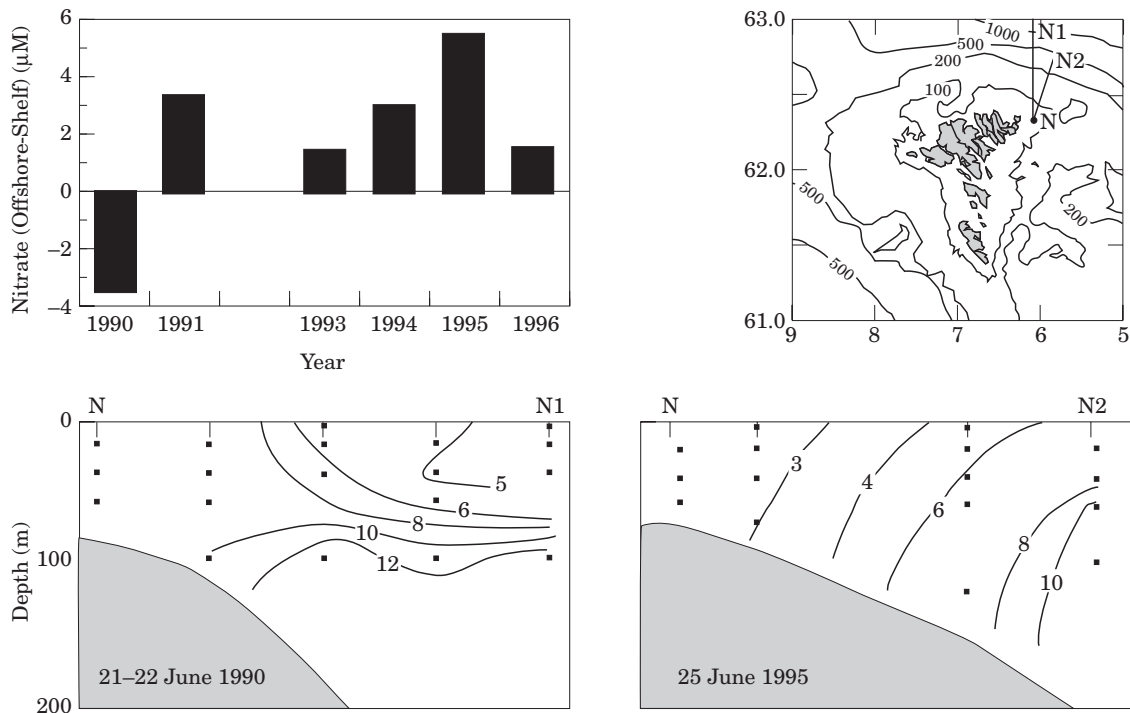 6
4
2
0
−2
−4
Nitrate (Offshore-Shelf) (µM)
1990 1991 1993 1994 1995 1996
Year
63.0
62.0
61.0
9 8 7 6 5
1000
500
200
100
N1
N2
N
500
200
500
N N1
0
100
200
Depth (m)
5
6
8
10
12
21–22 June 1990
N N2
3
4
6
8
10
25 June 1995